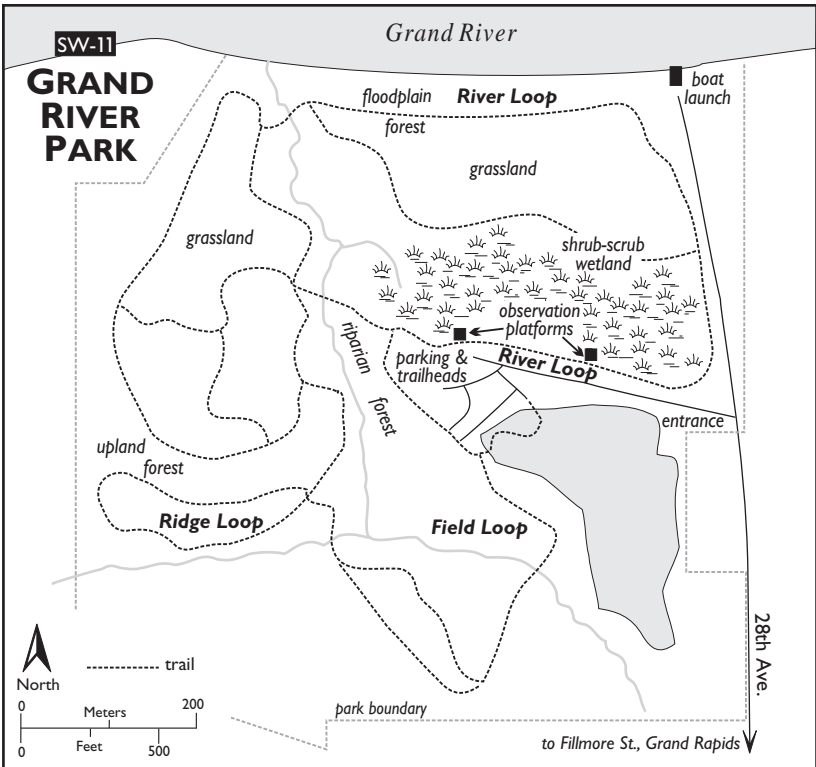 Grand River
SW-11
GRAND
RIVER
PARK
boat
launch
floodplain
River Loop
forest
grassland
grassland
shrub-scrub
wetland
observation
platforms
riparian
forest
parking &
trailheads
River Loop
entrance
upland
forest
Ridge Loop
Field Loop
28th Ave.
North
trail
0
200
Meters
Feet
0
500
park boundary
to Fillmore St., Grand Rapids